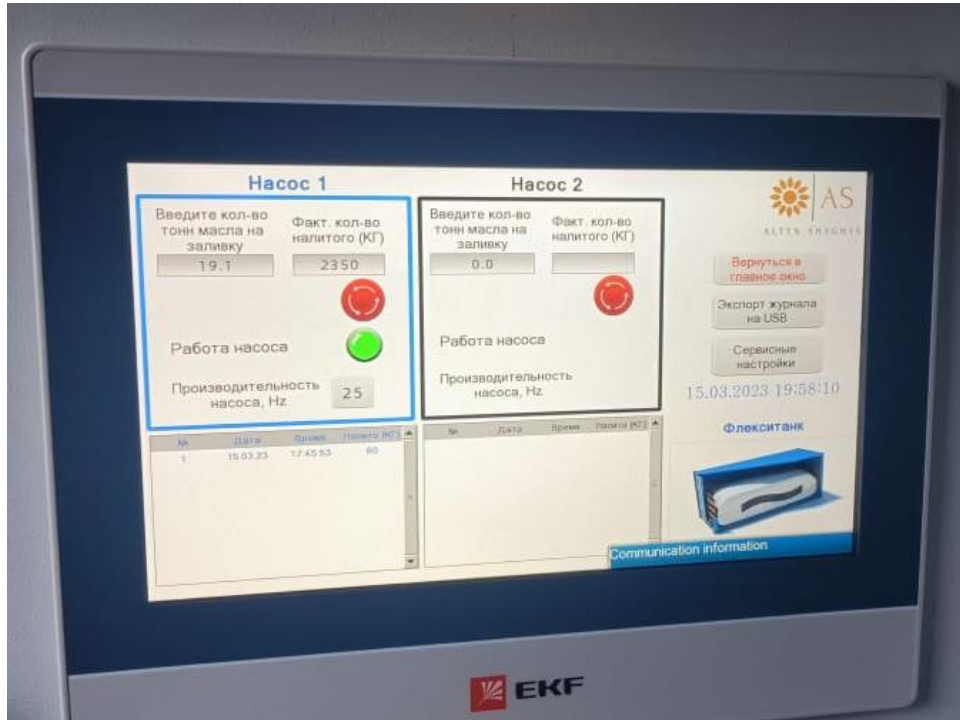 Насос 1
Введите кол-во
тонн масла на
заливку
Факт. кол-во
налитого (КГ)
19.1
2350
Работа насоса
Производительность
насоса, Hz
25
№ Дата Время Налито (КГ)
1 15.03.23 17:45:53 60
Насос 2
Введите кол-во
тонн масла на
заливку
Факт. кол-во
налитого (КГ)
0.0
Работа насоса
Производительность
насоса, Hz
№ Дата Время Налито (КГ)
AS
ALTYN SHYGHYS
Вернуться в
главное окно
Экспорт журнала
на USB
Сервисные
настройки
15.03.2023 19:58:10
Флекситанк
Communication information
EKF